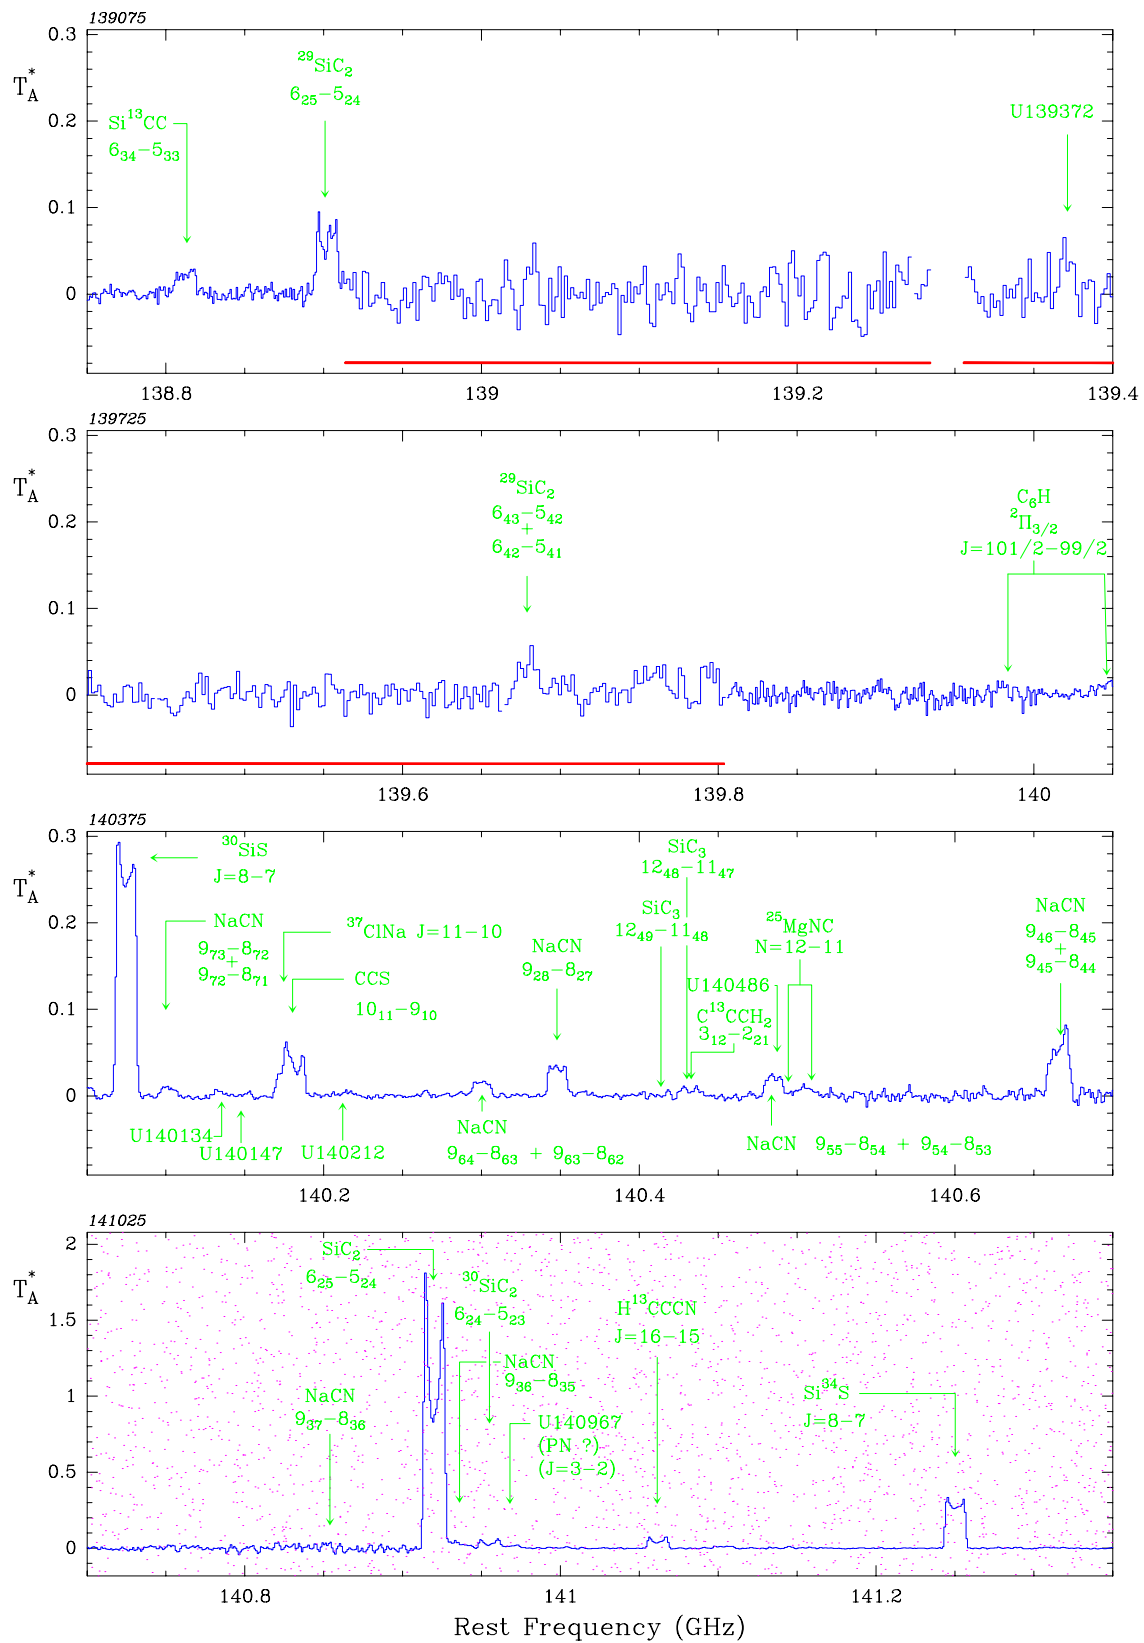 139075
0.3
T_A^*
0.2
0.1
0
Si¹³CC
6₃₄−5₃₃
²⁹SiC₂
6₂₅−5₂₄
U139372
138.8 139 139.2 139.4
139725
0.3
T_A^*
0.2
0.1
0
²⁹SiC₂
6₄₃−5₄₂
+
6₄₂−5₄₁
C₆H
²Π₃/₂
J=101/2−99/2
139.6 139.8 140
140375
0.3
T_A^*
0.2
0.1
0
³⁰SiS
J=8−7
NaCN
9₇₃−8₇₂
+
9₇₂−8₇₁
³⁷ClNa J=11−10
CCS
10₁₁−9₁₀
NaCN
9₂₈−8₂₇
SiC₃
12₄₈−11₄₇
SiC₃
12₄₉−11₄₈
²⁵MgNC
N=12−11
U140486
C¹³CCH₂
3₁₂−2₂₁
NaCN
9₄₆−8₄₅
+
9₄₅−8₄₄
U140134
U140147
U140212
NaCN
9₆₄−8₆₃ + 9₆₃−8₆₂
NaCN 9₅₅−8₅₄ + 9₅₄−8₅₃
140.2 140.4 140.6
141025
2
T_A^*
1.5
1
0.5
0
SiC₂
6₂₅−5₂₄
³⁰SiC₂
6₂₄−5₂₃
NaCN
9₃₆−8₃₅
NaCN
9₃₇−8₃₆
U140967
(PN ?)
(J=3−2)
H¹³CCCN
J=16−15
Si³⁴S
J=8−7
140.8 141 141.2
Rest Frequency (GHz)